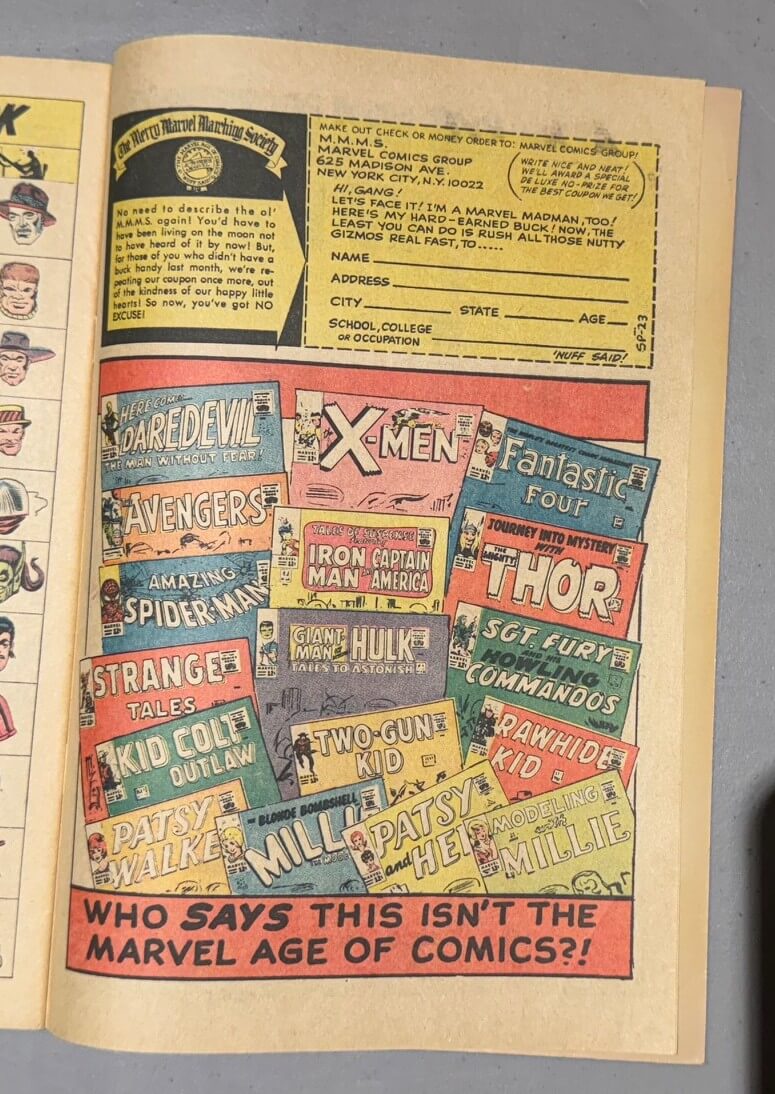 K
The Merry Marvel Marching Society
No need to describe the ol'
M.M.M.S. again! You'd have to
have been living on the moon not
to have heard of it by now! But,
for those of you who didn't have a
buck handy last month, we're re-
peating our coupon once more, out
of the kindness of our happy little
hearts! So now, you've got NO
EXCUSE!
MAKE OUT CHECK OR MONEY ORDER TO: MARVEL COMICS GROUP!
M.M.M.S.
MARVEL COMICS GROUP
625 MADISON AVE.
NEW YORK CITY, N.Y. 10022
WRITE NICE AND NEAT!
WE'LL AWARD A SPECIAL
DE LUXE NO-PRIZE FOR
THE BEST COUPON WE GET!
HI, GANG!
LET'S FACE IT! I'M A MARVEL MADMAN, TOO!
HERE'S MY HARD-EARNED BUCK! NOW, THE
LEAST YOU CAN DO IS RUSH ALL THOSE NUTTY
GIZMOS REAL FAST, TO.....
NAME
ADDRESS
CITY STATE AGE
SCHOOL, COLLEGE
OR OCCUPATION
'NUFF SAID!
SP-23
HERE COMES...
DAREDEVIL
THE MAN WITHOUT FEAR!
the X-MEN
THE WORLD'S GREATEST COMIC MAGAZINE!
Fantastic
FOUR
AVENGERS
TALES OF SUSPENSE
IRON MAN CAPTAIN AMERICA
JOURNEY INTO MYSTERY
WITH
THE MIGHTY
THOR
AMAZING
SPIDER-MAN
GIANT MAN HULK
TALES TO ASTONISH
SGT. FURY
AND HIS
HOWLING
COMMANDOS
STRANGE
TALES
KID COLT
OUTLAW
TWO-GUN
KID
RAWHIDE
KID
PATSY
WALKE
BLONDE BOMBSHELL
MILLI
PATSY
and HE
MODELING
with
MILLIE
WHO SAYS THIS ISN'T THE
MARVEL AGE OF COMICS?!